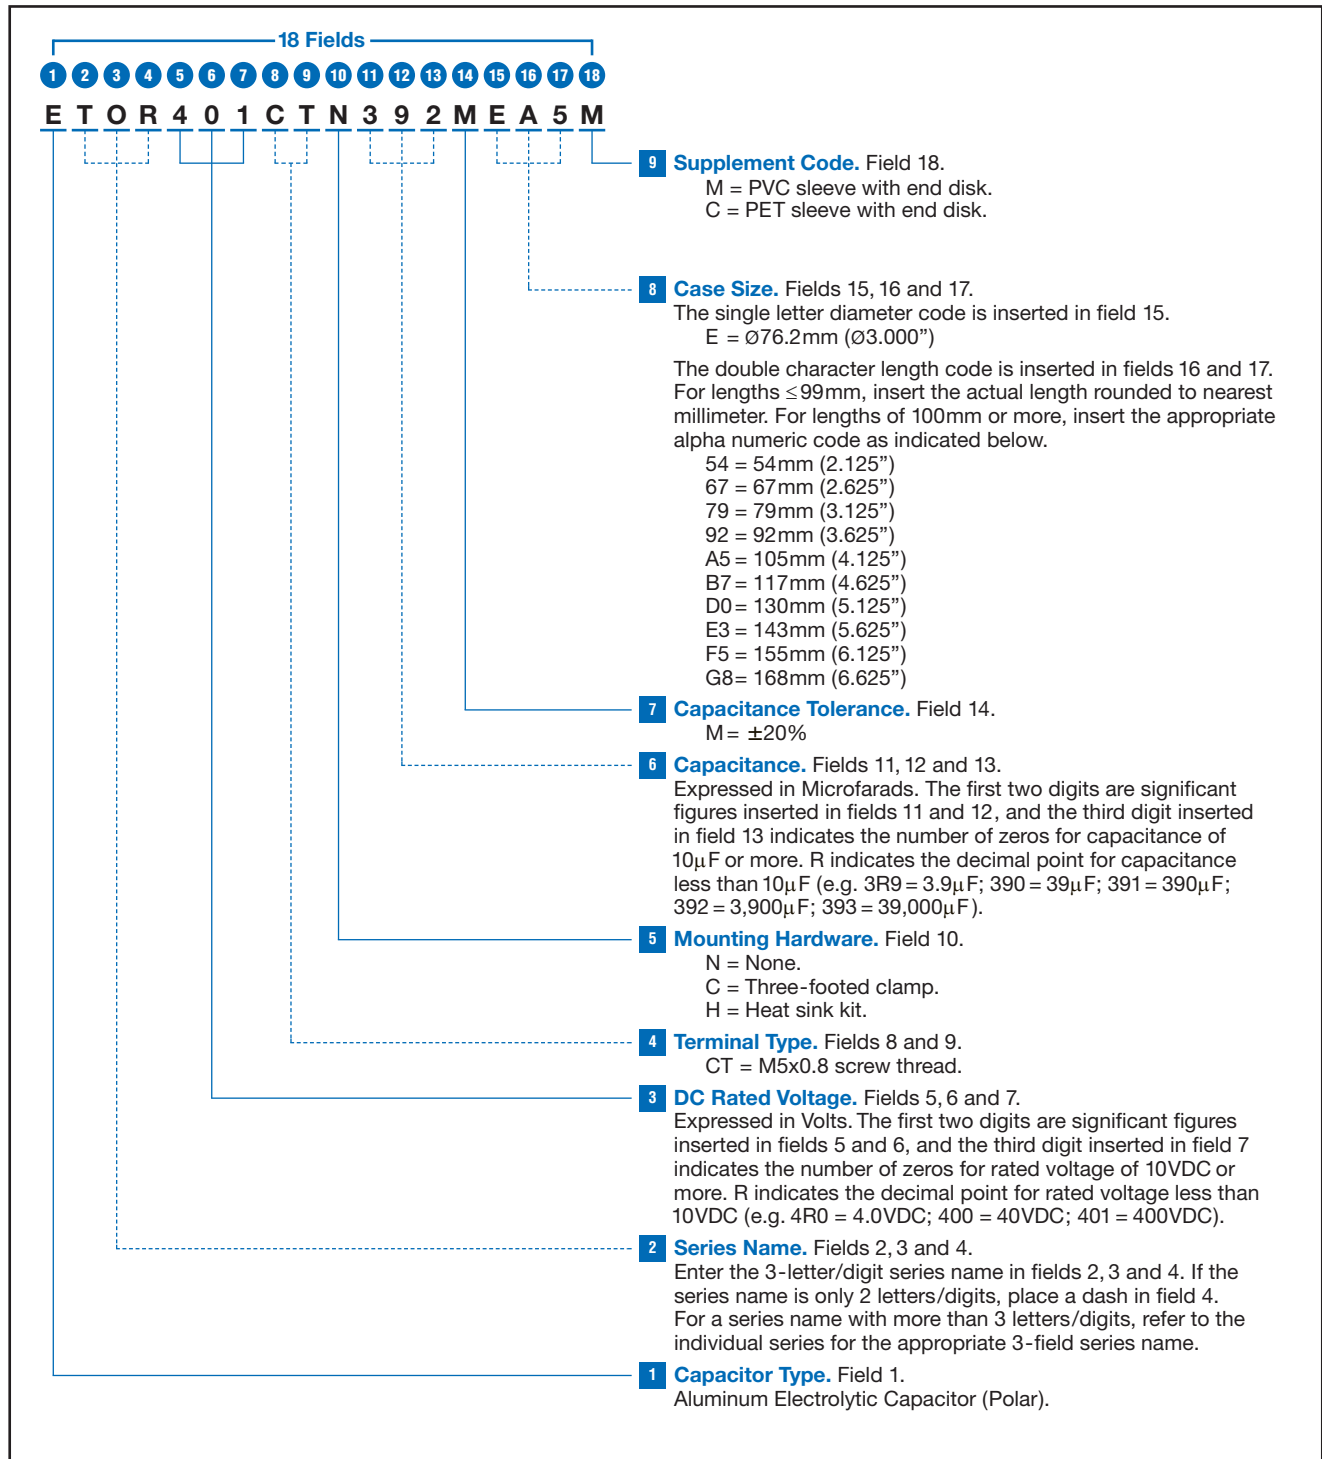 18 Fields
1 2 3 4 5 6 7 8 9 10 11 12 13 14 15 16 17 18
E T O R 4 0 1 C T N 3 9 2 M E A 5 M
9 Supplement Code. Field 18.
M = PVC sleeve with end disk.
C = PET sleeve with end disk.
8 Case Size. Fields 15, 16 and 17.
The single letter diameter code is inserted in field 15.
E = Ø76.2mm (Ø3.000”)
The double character length code is inserted in fields 16 and 17.
For lengths ≤99mm, insert the actual length rounded to nearest
millimeter. For lengths of 100mm or more, insert the appropriate
alpha numeric code as indicated below.
54 = 54mm (2.125”)
67 = 67mm (2.625”)
79 = 79mm (3.125”)
92 = 92mm (3.625”)
A5 = 105mm (4.125”)
B7 = 117mm (4.625”)
D0 = 130mm (5.125”)
E3 = 143mm (5.625”)
F5 = 155mm (6.125”)
G8 = 168mm (6.625”)
7 Capacitance Tolerance. Field 14.
M = ±20%
6 Capacitance. Fields 11, 12 and 13.
Expressed in Microfarads. The first two digits are significant
figures inserted in fields 11 and 12, and the third digit inserted
in field 13 indicates the number of zeros for capacitance of
10µF or more. R indicates the decimal point for capacitance
less than 10µF (e.g. 3R9 = 3.9µF; 390 = 39µF; 391 = 390µF;
392 = 3,900µF; 393 = 39,000µF).
5 Mounting Hardware. Field 10.
N = None.
C = Three-footed clamp.
H = Heat sink kit.
4 Terminal Type. Fields 8 and 9.
CT = M5x0.8 screw thread.
3 DC Rated Voltage. Fields 5, 6 and 7.
Expressed in Volts. The first two digits are significant figures
inserted in fields 5 and 6, and the third digit inserted in field 7
indicates the number of zeros for rated voltage of 10VDC or
more. R indicates the decimal point for rated voltage less than
10VDC (e.g. 4R0 = 4.0VDC; 400 = 40VDC; 401 = 400VDC).
2 Series Name. Fields 2, 3 and 4.
Enter the 3-letter/digit series name in fields 2, 3 and 4. If the
series name is only 2 letters/digits, place a dash in field 4.
For a series name with more than 3 letters/digits, refer to the
individual series for the appropriate 3-field series name.
1 Capacitor Type. Field 1.
Aluminum Electrolytic Capacitor (Polar).